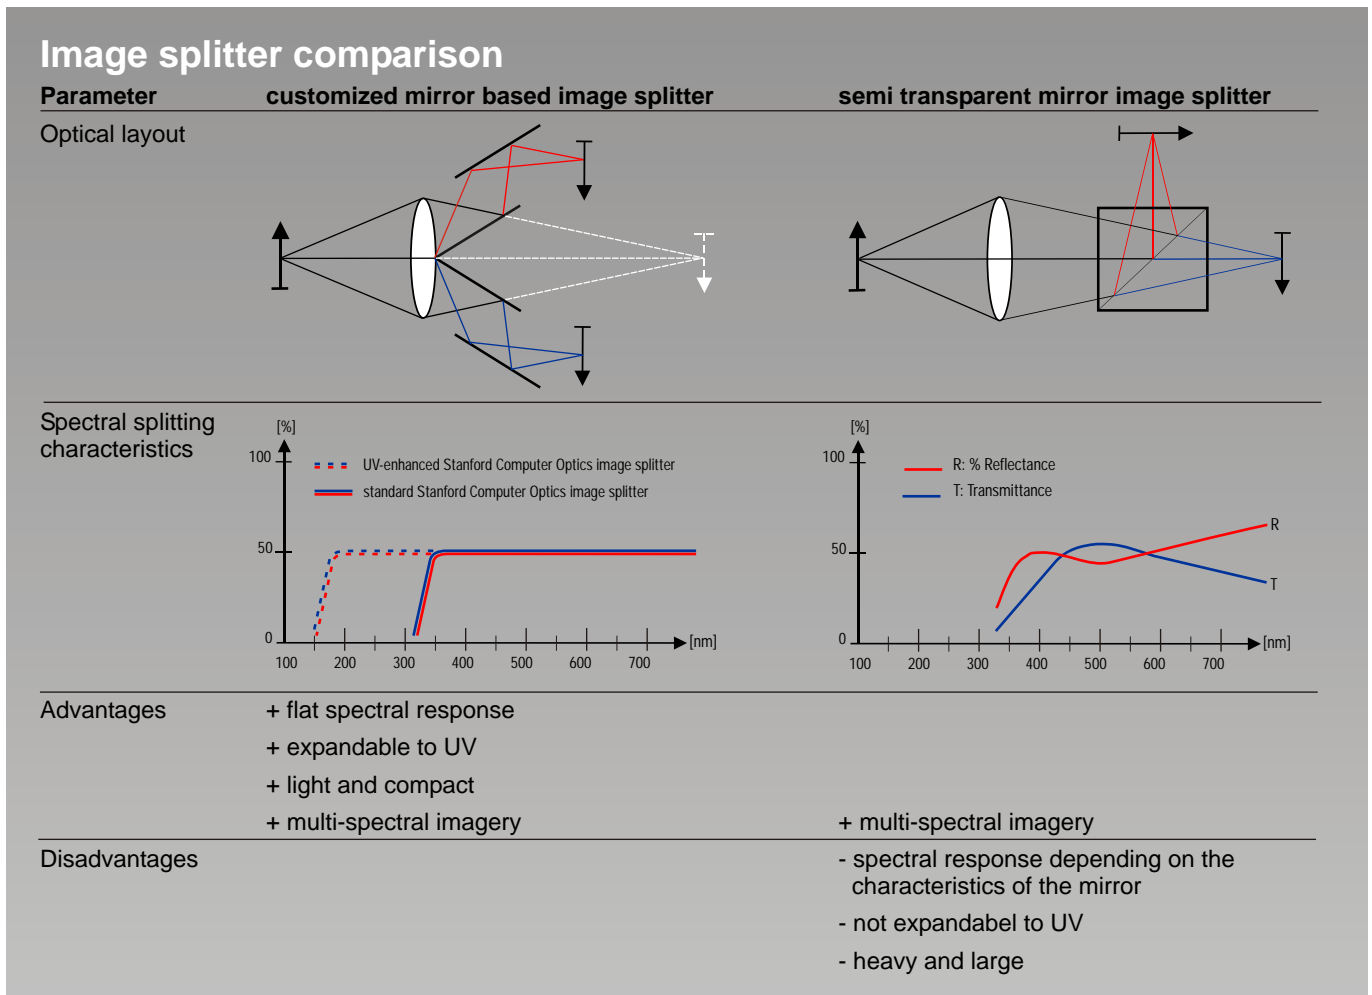 Image splitter comparison
Parameter customized mirror based image splitter semi transparent mirror image splitter
Optical layout
Spectral splitting
characteristics
[%]
100
50
0
UV-enhanced Stanford Computer Optics image splitter
standard Stanford Computer Optics image splitter
[nm]
100 200 300 400 500 600 700
[%]
100
50
0
R: % Reflectance
T: Transmittance
R
T
[nm]
100 200 300 400 500 600 700
Advantages + flat spectral response
+ expandable to UV
+ light and compact
+ multi-spectral imagery + multi-spectral imagery
Disadvantages - spectral response depending on the
characteristics of the mirror
- not expandabel to UV
- heavy and large